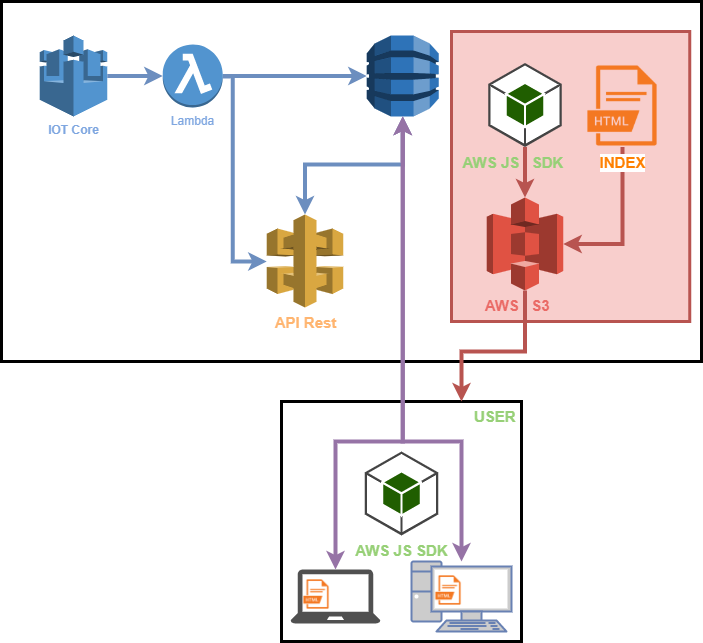 IOT Core
Lambda
HTML
AWS JS SDK
INDEX
API Rest
AWS S3
USER
AWS JS SDK
HTML
HTML